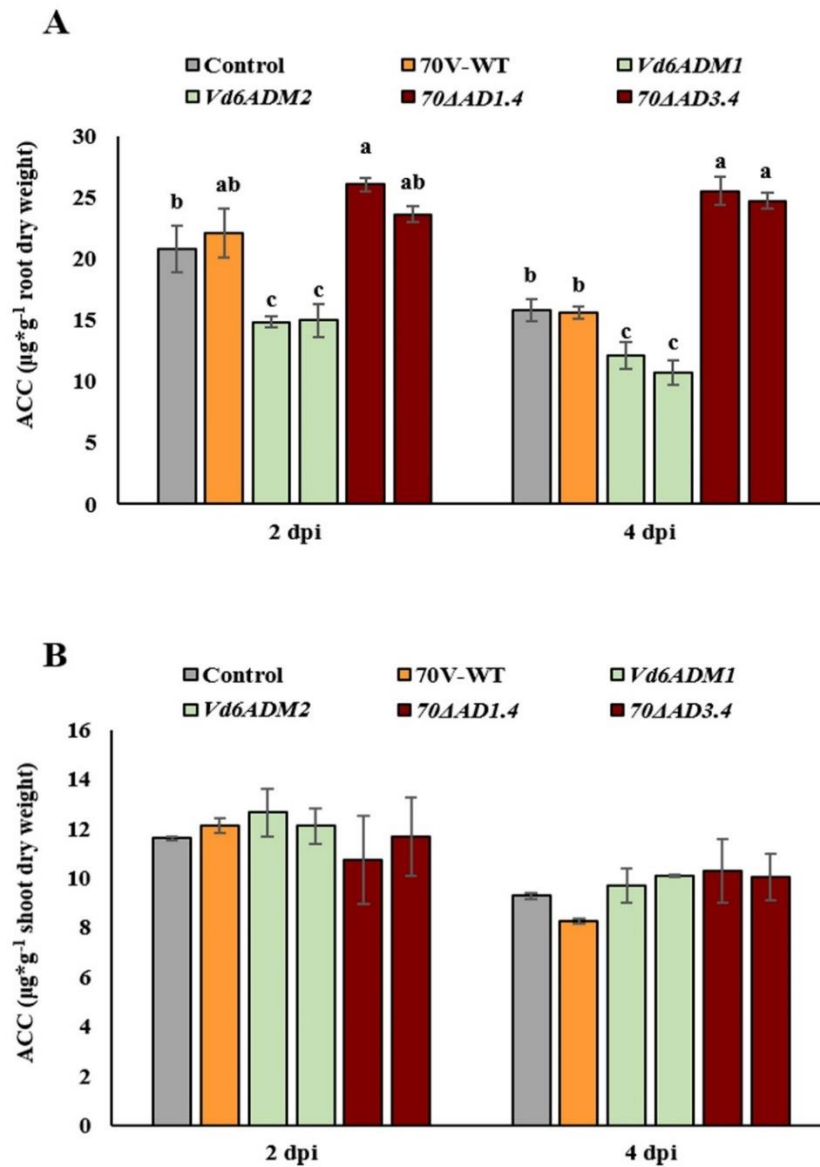 A
Control 70V-WT Vd6ADM1
Vd6ADM2 70ΔAD1.4 70ΔAD3.4
30
25
20
15
10
5
0
ACC (µg*g⁻¹ root dry weight)
b ab c c a ab b b c c a a
2 dpi 4 dpi
B
Control 70V-WT Vd6ADM1
Vd6ADM2 70ΔAD1.4 70ΔAD3.4
16
14
12
10
8
6
4
2
0
ACC (µg*g⁻¹ shoot dry weight)
2 dpi 4 dpi